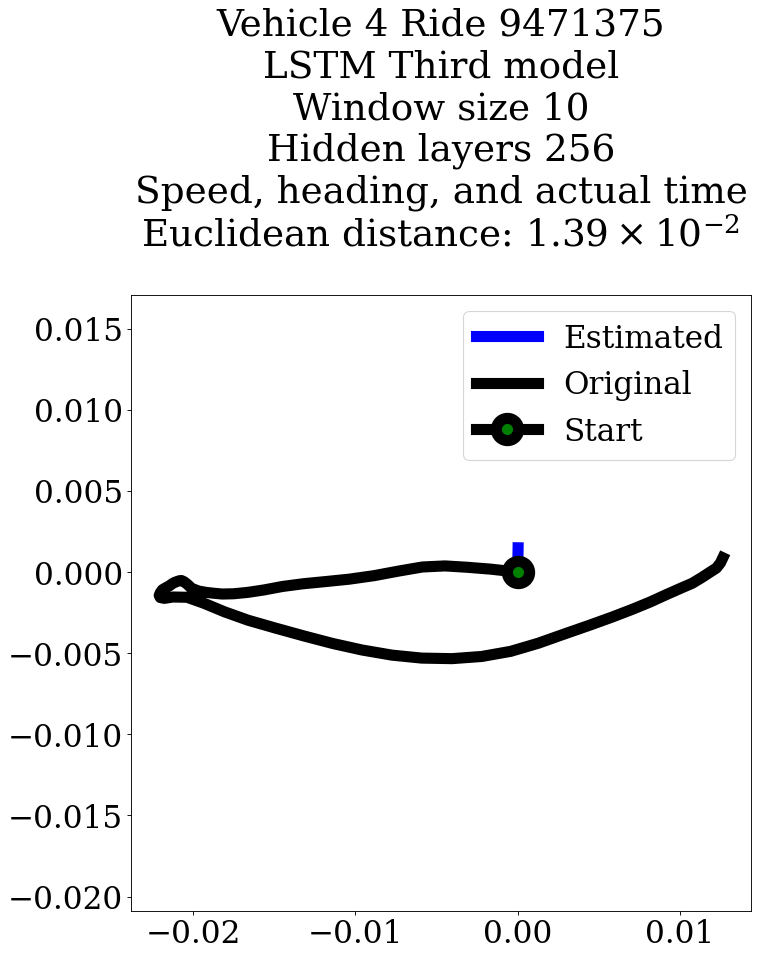 Vehicle 4 Ride 9471375
LSTM Third model
Window size 10
Hidden layers 256
Speed, heading, and actual time
Euclidean distance: 1.39 × 10⁻²
Estimated
Original
Start
0.015
0.010
0.005
0.000
−0.005
−0.010
−0.015
−0.020
−0.02
−0.01
0.00
0.01